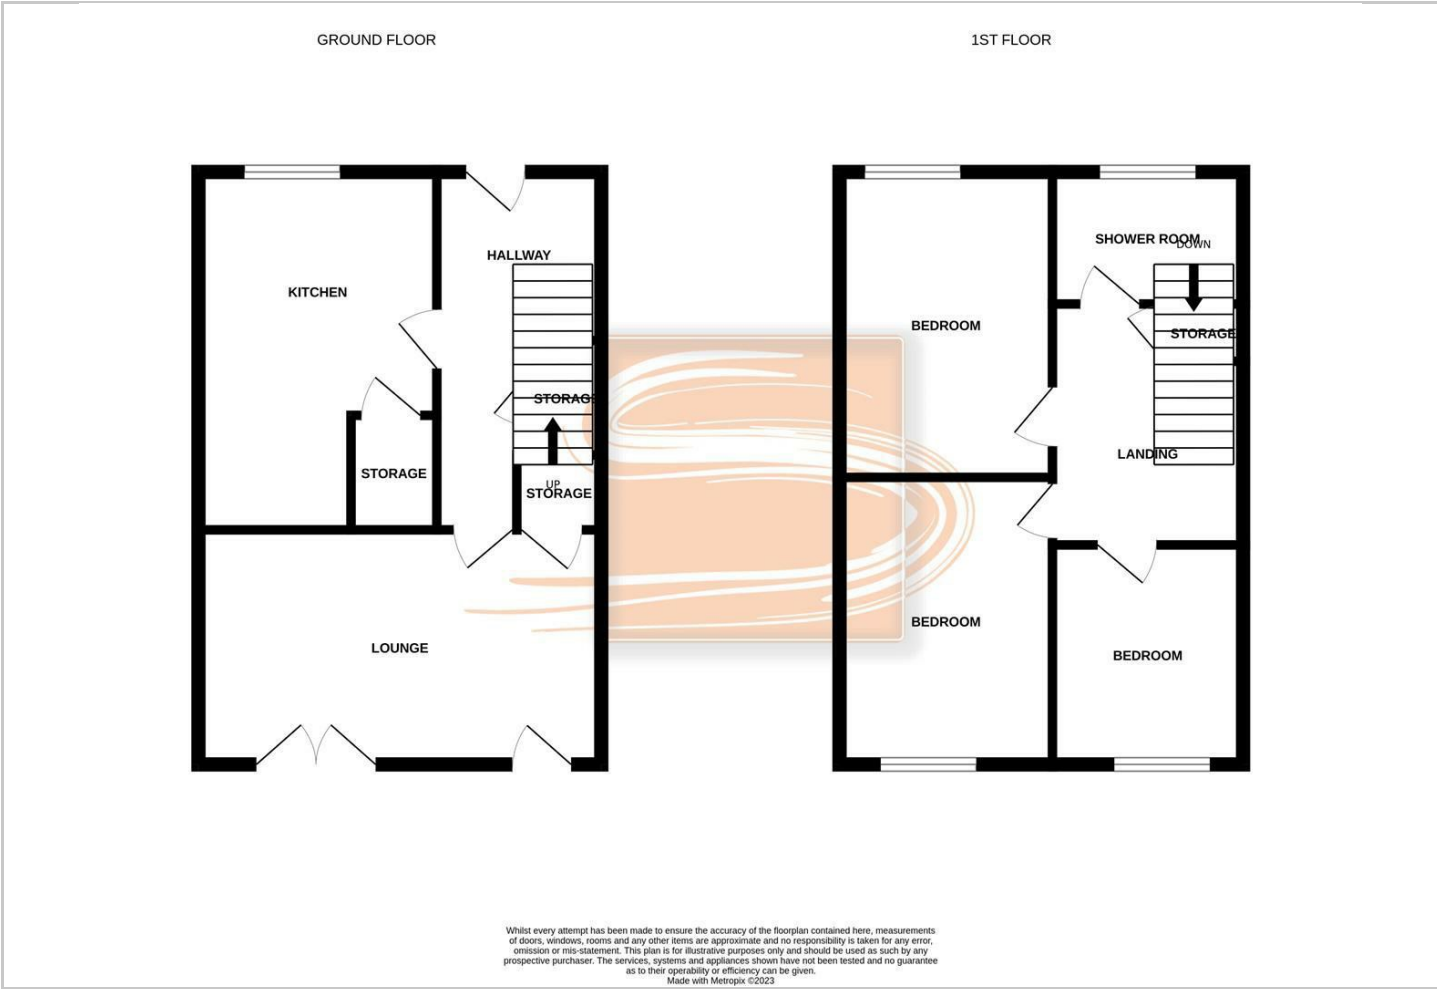 GROUND FLOOR
1ST FLOOR
HALLWAY
KITCHEN
STORAGE
STORAGE
UP
STORAGE
LOUNGE
SHOWER ROOM
DOWN
BEDROOM
STORAGE
LANDING
BEDROOM
BEDROOM
Whilst every attempt has been made to ensure the accuracy of the floorplan contained here, measurements
of doors, windows, rooms and any other items are approximate and no responsibility is taken for any error,
omission or mis-statement. This plan is for illustrative purposes only and should be used as such by any
prospective purchaser. The services, systems and appliances shown have not been tested and no guarantee
as to their operability or efficiency can be given.
Made with Metropix ©2023